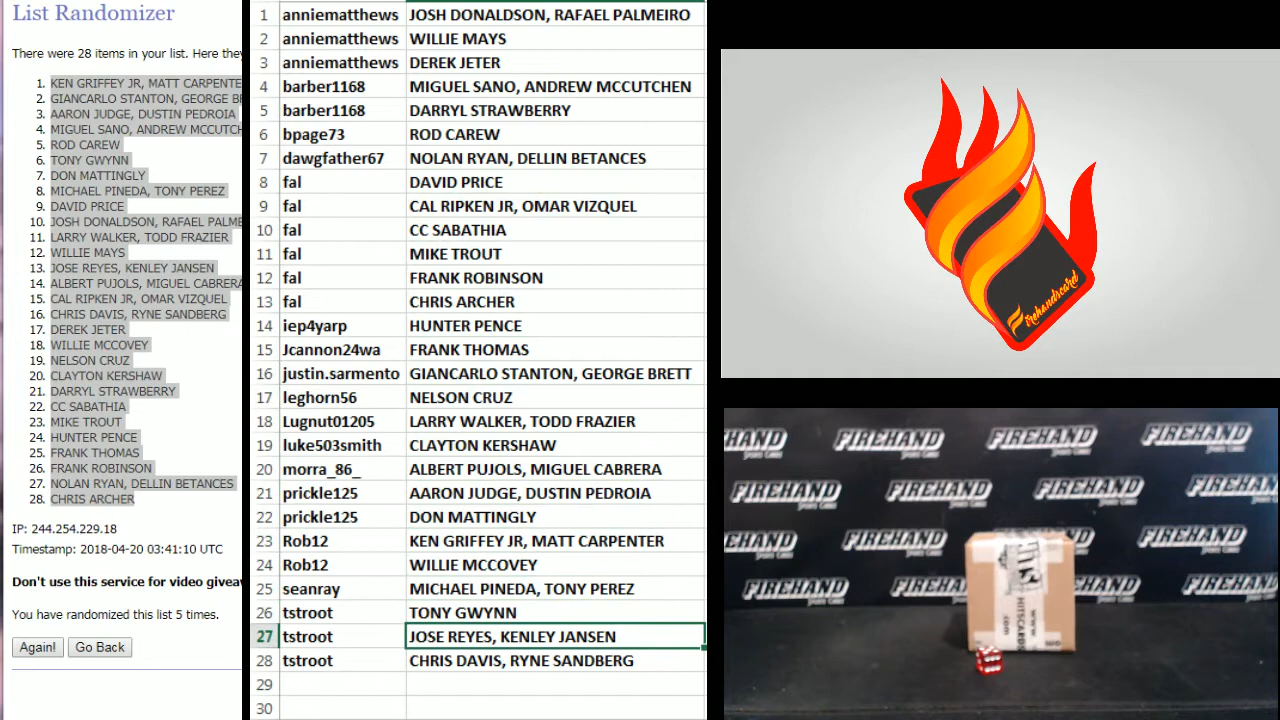 List Randomizer
There were 28 items in your list. Here they
1. KEN GRIFFEY JR, MATT CARPENTE
2. GIANCARLO STANTON, GEORGE BR
3. AARON JUDGE, DUSTIN PEDROIA
4. MIGUEL SANO, ANDREW MCCUTCH
5. ROD CAREW
6. TONY GWYNN
7. DON MATTINGLY
8. MICHAEL PINEDA, TONY PEREZ
9. DAVID PRICE
10. JOSH DONALDSON, RAFAEL PALME
11. LARRY WALKER, TODD FRAZIER
12. WILLIE MAYS
13. JOSE REYES, KENLEY JANSEN
14. ALBERT PUJOLS, MIGUEL CABRERA
15. CAL RIPKEN JR, OMAR VIZQUEL
16. CHRIS DAVIS, RYNE SANDBERG
17. DEREK JETER
18. WILLIE MCCOVEY
19. NELSON CRUZ
20. CLAYTON KERSHAW
21. DARRYL STRAWBERRY
22. CC SABATHIA
23. MIKE TROUT
24. HUNTER PENCE
25. FRANK THOMAS
26. FRANK ROBINSON
27. NOLAN RYAN, DELLIN BETANCES
28. CHRIS ARCHER
IP: 244.254.229.18
Timestamp: 2018-04-20 03:41:10 UTC
Don't use this service for video giveav
You have randomized this list 5 times.
Again! Go Back
1 anniematthews JOSH DONALDSON, RAFAEL PALMEIRO
2 anniematthews WILLIE MAYS
3 anniematthews DEREK JETER
4 barber1168 MIGUEL SANO, ANDREW MCCUTCHEN
5 barber1168 DARRYL STRAWBERRY
6 bpage73 ROD CAREW
7 dawgfather67 NOLAN RYAN, DELLIN BETANCES
8 fal DAVID PRICE
9 fal CAL RIPKEN JR, OMAR VIZQUEL
10 fal CC SABATHIA
11 fal MIKE TROUT
12 fal FRANK ROBINSON
13 fal CHRIS ARCHER
14 iep4yarp HUNTER PENCE
15 Jcannon24wa FRANK THOMAS
16 justin.sarmento GIANCARLO STANTON, GEORGE BRETT
17 leghorn56 NELSON CRUZ
18 Lugnut01205 LARRY WALKER, TODD FRAZIER
19 luke503smith CLAYTON KERSHAW
20 morra_86_ ALBERT PUJOLS, MIGUEL CABRERA
21 prickle125 AARON JUDGE, DUSTIN PEDROIA
22 prickle125 DON MATTINGLY
23 Rob12 KEN GRIFFEY JR, MATT CARPENTER
24 Rob12 WILLIE MCCOVEY
25 seanray MICHAEL PINEDA, TONY PEREZ
26 tstroot TONY GWYNN
27 tstroot JOSE REYES, KENLEY JANSEN
28 tstroot CHRIS DAVIS, RYNE SANDBERG
29
30
Firehandscard
EHAND FIREHAND FIREHAND FIREHAND
FIREHAND FIREHAND FIREHAND FIREHA
HAND FIREHAND FIREHAND
FIREHAND FIREHAND FIREHAN